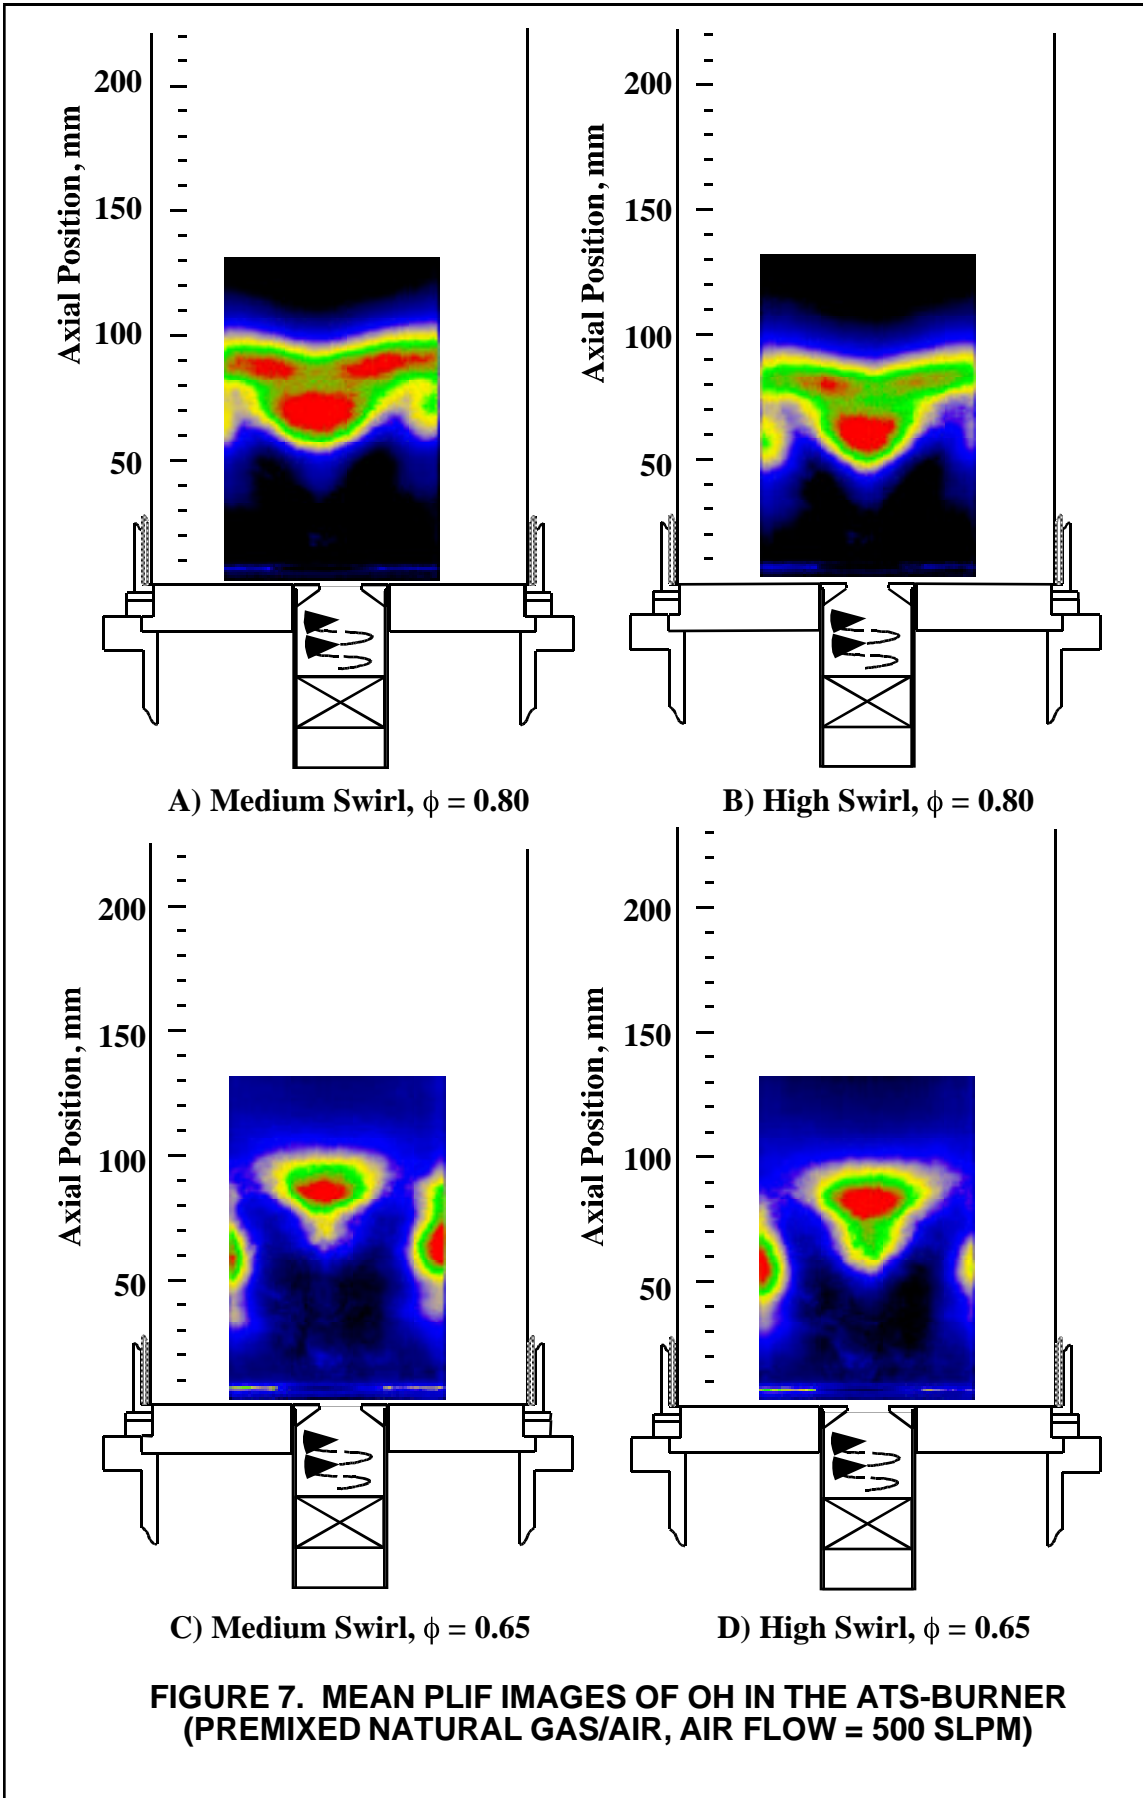 200
150
100
50
Axial Position, mm
A) Medium Swirl, ϕ = 0.80
200
150
100
50
Axial Position, mm
B) High Swirl, ϕ = 0.80
200
150
100
50
Axial Position, mm
C) Medium Swirl, ϕ = 0.65
200
150
100
50
Axial Position, mm
D) High Swirl, ϕ = 0.65
FIGURE 7. MEAN PLIF IMAGES OF OH IN THE ATS-BURNER
(PREMIXED NATURAL GAS/AIR, AIR FLOW = 500 SLPM)